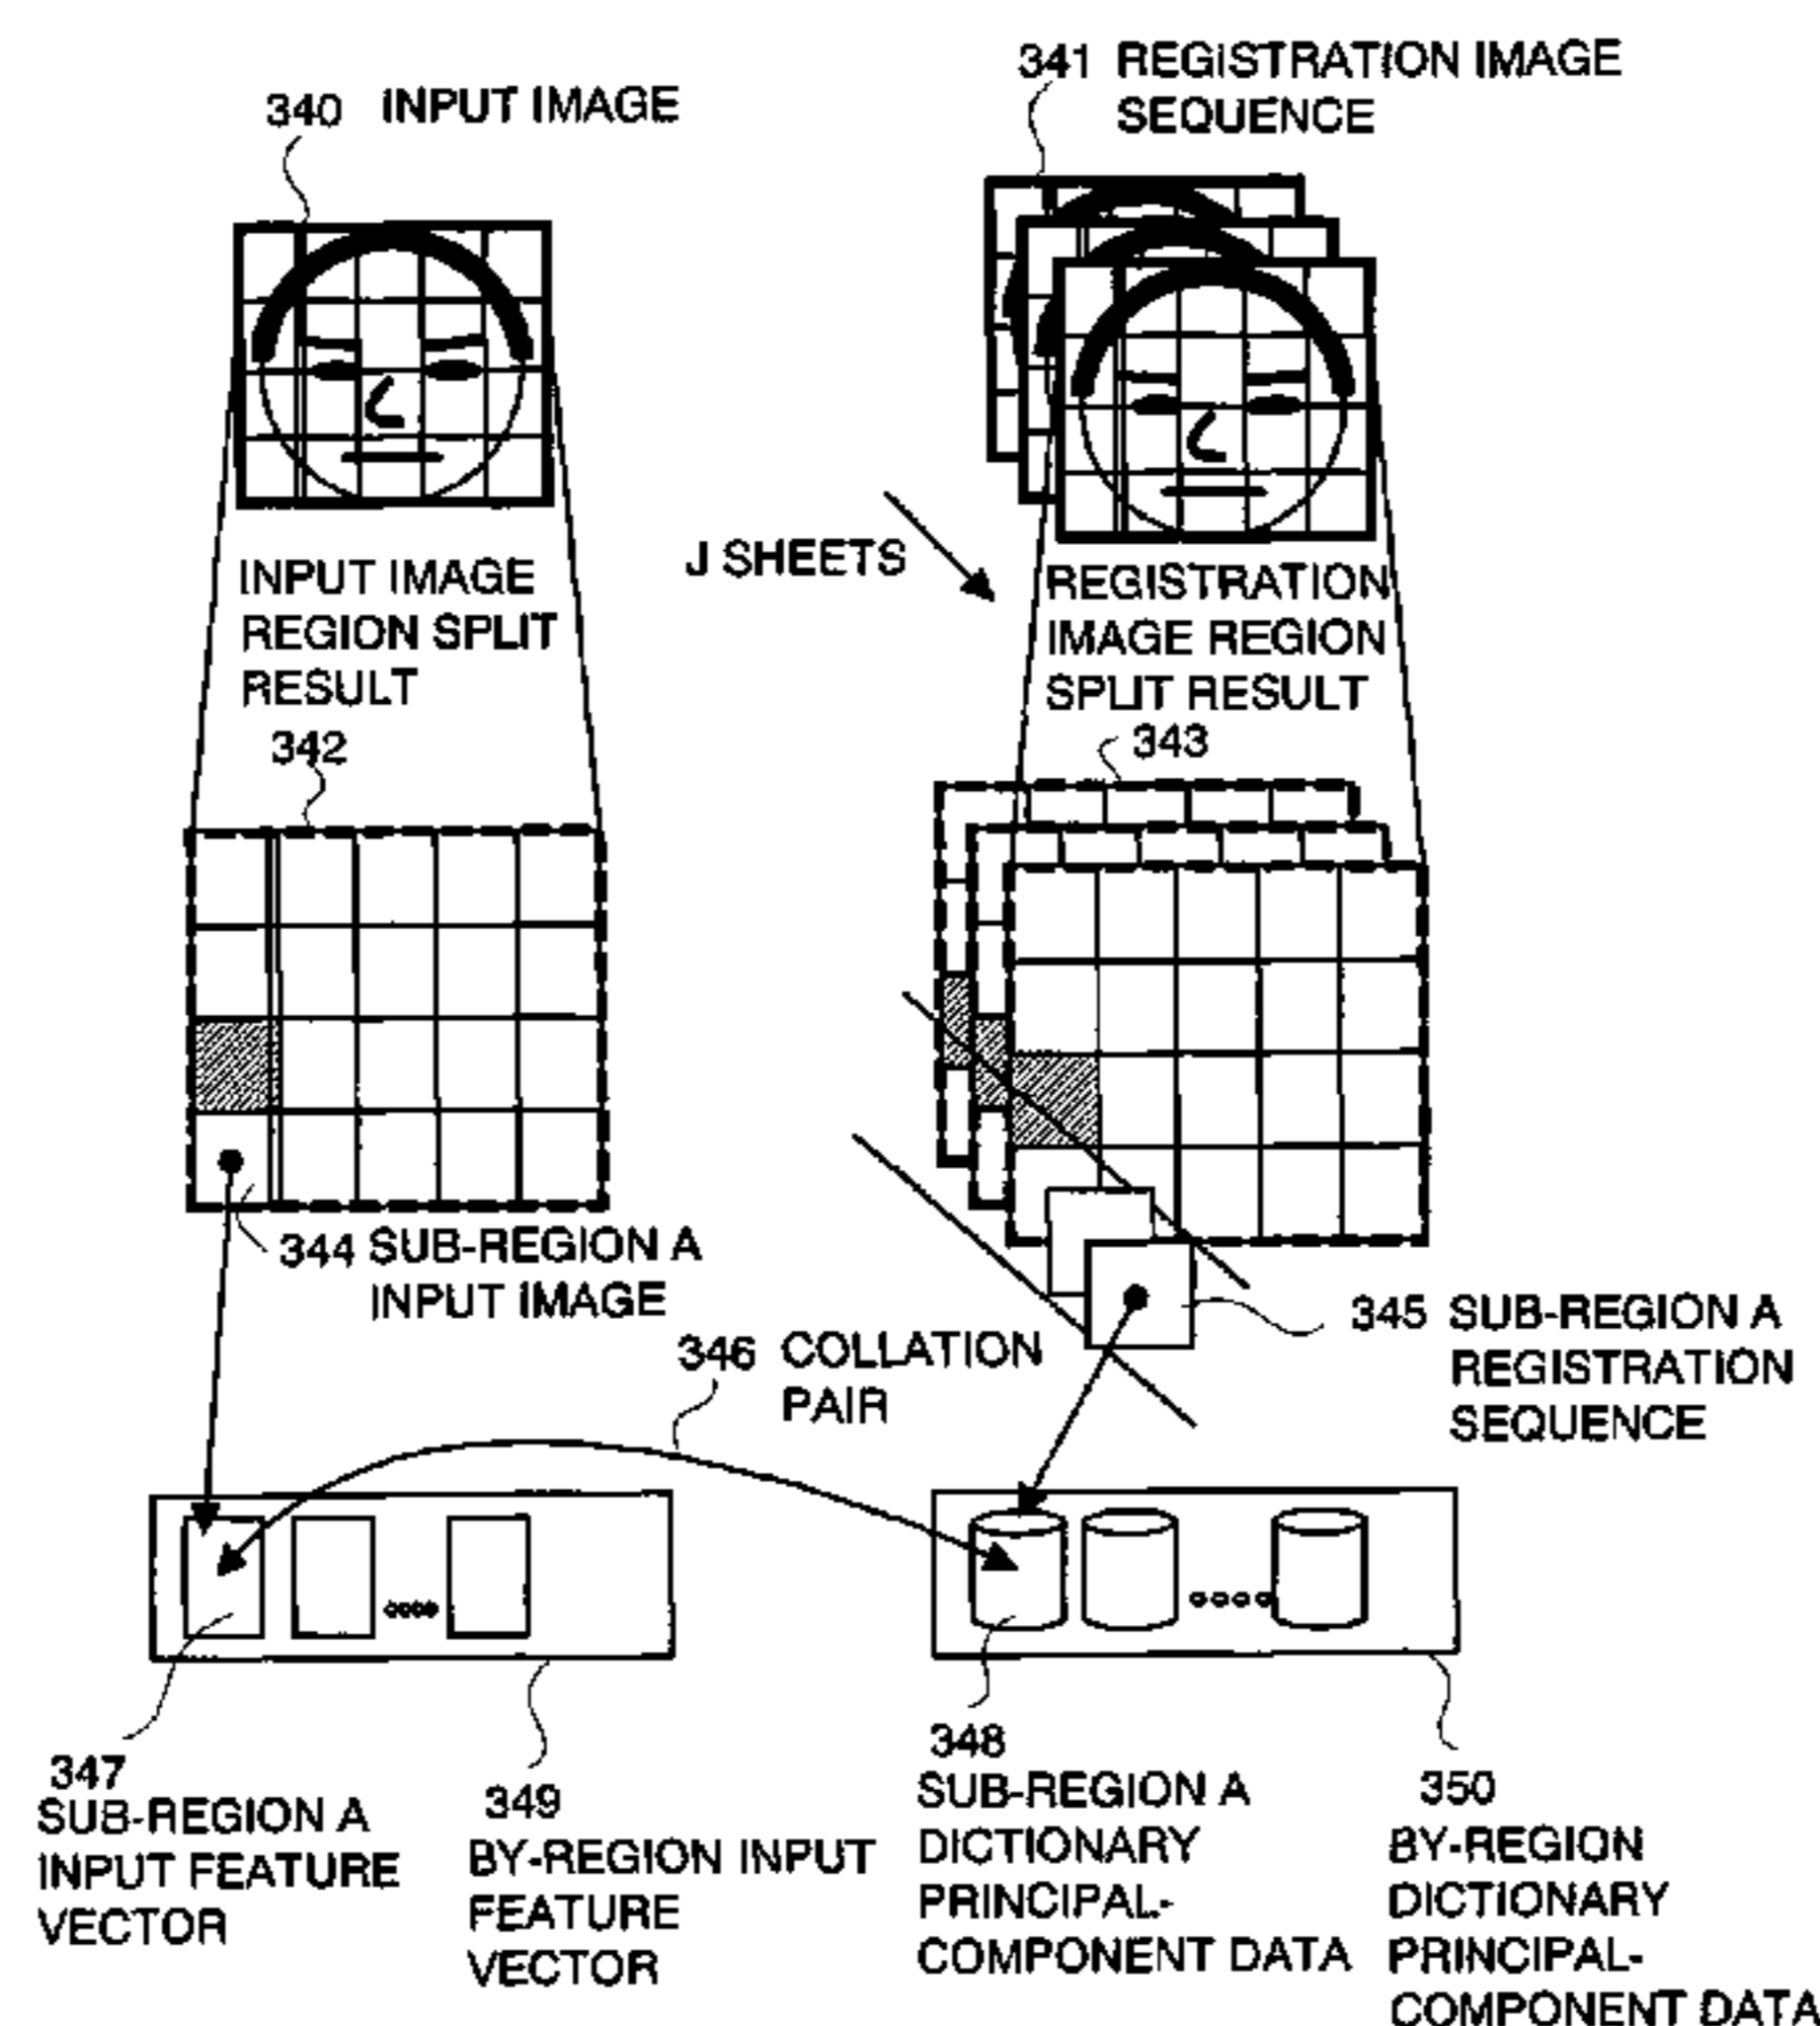 340 INPUT IMAGE
341 REGISTRATION IMAGE
SEQUENCE
J SHEETS
INPUT IMAGE
REGION SPLIT
RESULT
342
REGISTRATION
IMAGE REGION
SPLIT RESULT
343
344 SUB-REGION A
INPUT IMAGE
345 SUB-REGION A
REGISTRATION
SEQUENCE
346 COLLATION
PAIR
347
SUB-REGION A
INPUT FEATURE
VECTOR
349
BY-REGION INPUT
FEATURE
VECTOR
348
SUB-REGION A
DICTIONARY
PRINCIPAL-
COMPONENT DATA
350
BY-REGION
DICTIONARY
PRINCIPAL-
COMPONENT DATA